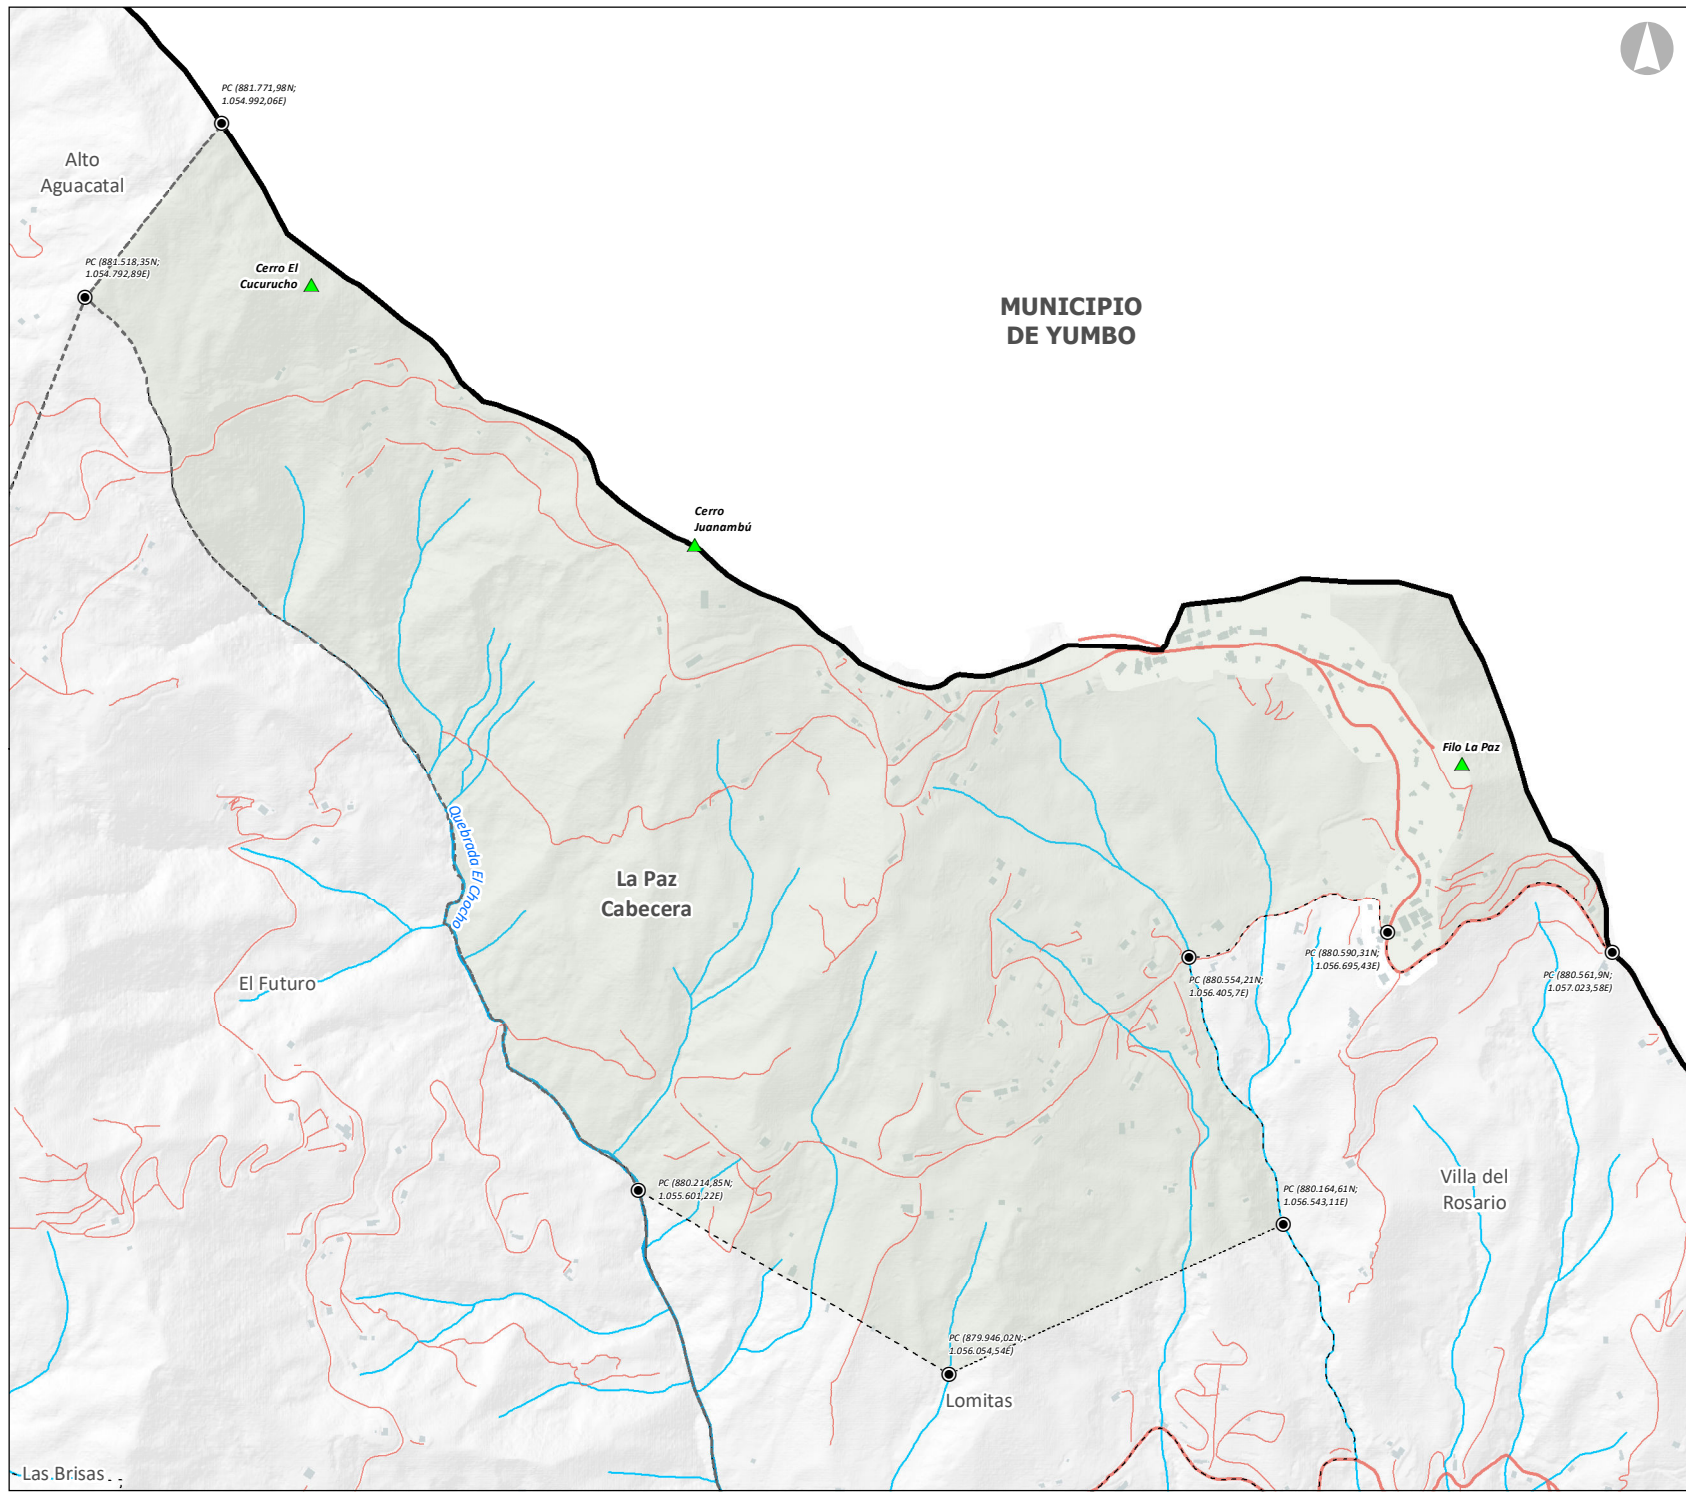 PC (881.771,98N;
1.054.992,06E)
Alto
Aguacatal
PC (881.518,35N;
1.054.792,89E)
Cerro El
Cucurucho
MUNICIPIO
DE YUMBO
Cerro
Juanambú
Filo La Paz
Quebrada El Chocho
La Paz
Cabecera
El Futuro
PC (880.590,31N;
1.056.695,43E)
PC (880.554,21N;
1.056.405,7E)
PC (880.561,9N;
1.057.023,58E)
PC (880.214,85N;
1.055.601,22E)
PC (880.164,61N;
1.056.543,11E)
Villa del
Rosario
PC (879.946,02N;
1.056.054,54E)
Lomitas
Las Brisas